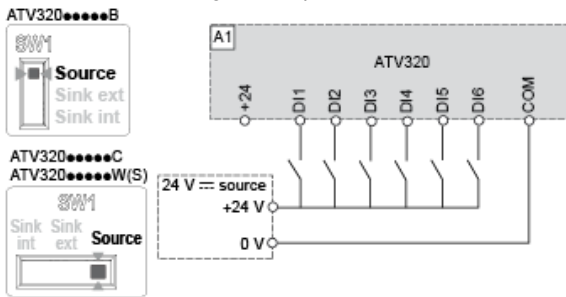 ATV320●●●●●B
SW1
Source
Sink ext
Sink int
ATV320●●●●●C
ATV320●●●●●W(S)
SW1
Sink int
Sink ext
Source
A1
ATV320
+24
DI1
DI2
DI3
DI4
DI5
DI6
COM
24 V ⎓ source
+24 V
0 V